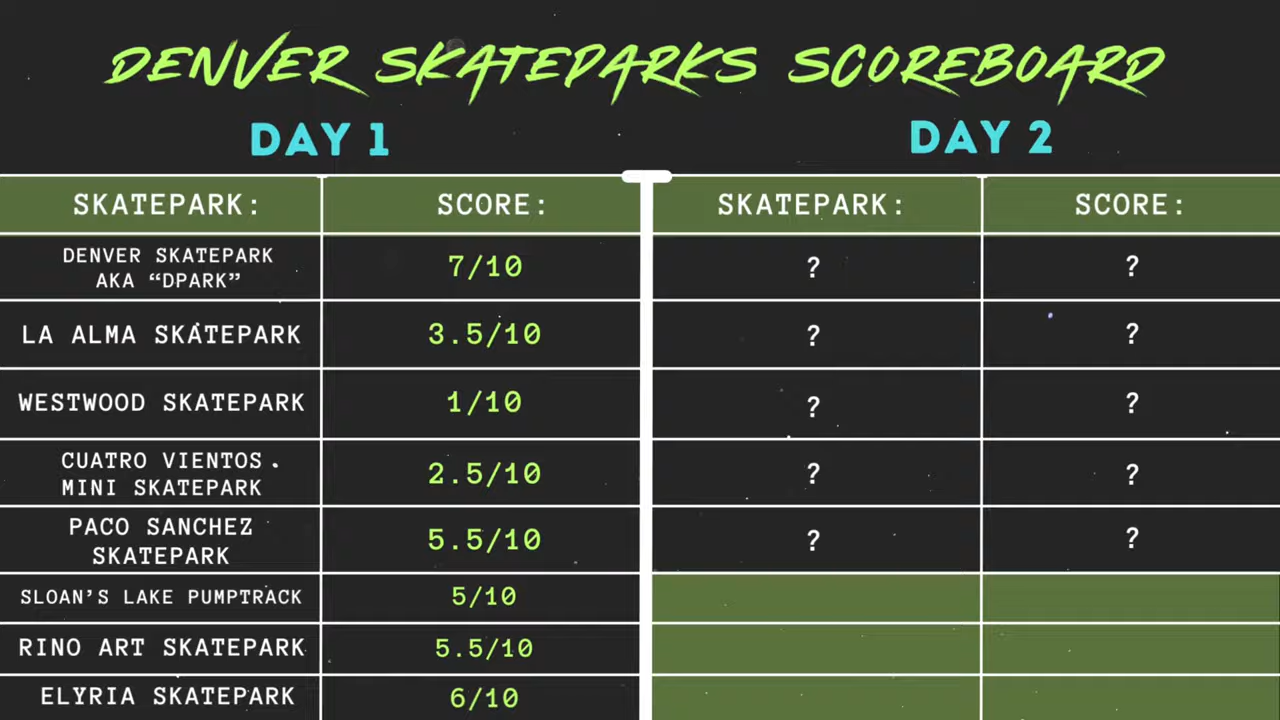 DENVER SKATEPARKS SCOREBOARD
DAY 1
SKATEPARK: SCORE:
DENVER SKATEPARK
AKA “DPARK”
7/10
LA ALMA SKATEPARK 3.5/10
WESTWOOD SKATEPARK 1/10
CUATRO VIENTOS
MINI SKATEPARK
2.5/10
PACO SANCHEZ
SKATEPARK
5.5/10
SLOAN'S LAKE PUMPTRACK 5/10
RINO ART SKATEPARK 5.5/10
ELYRIA SKATEPARK 6/10
DAY 2
SKATEPARK: SCORE:
? ?
? ?
? ?
? ?
? ?